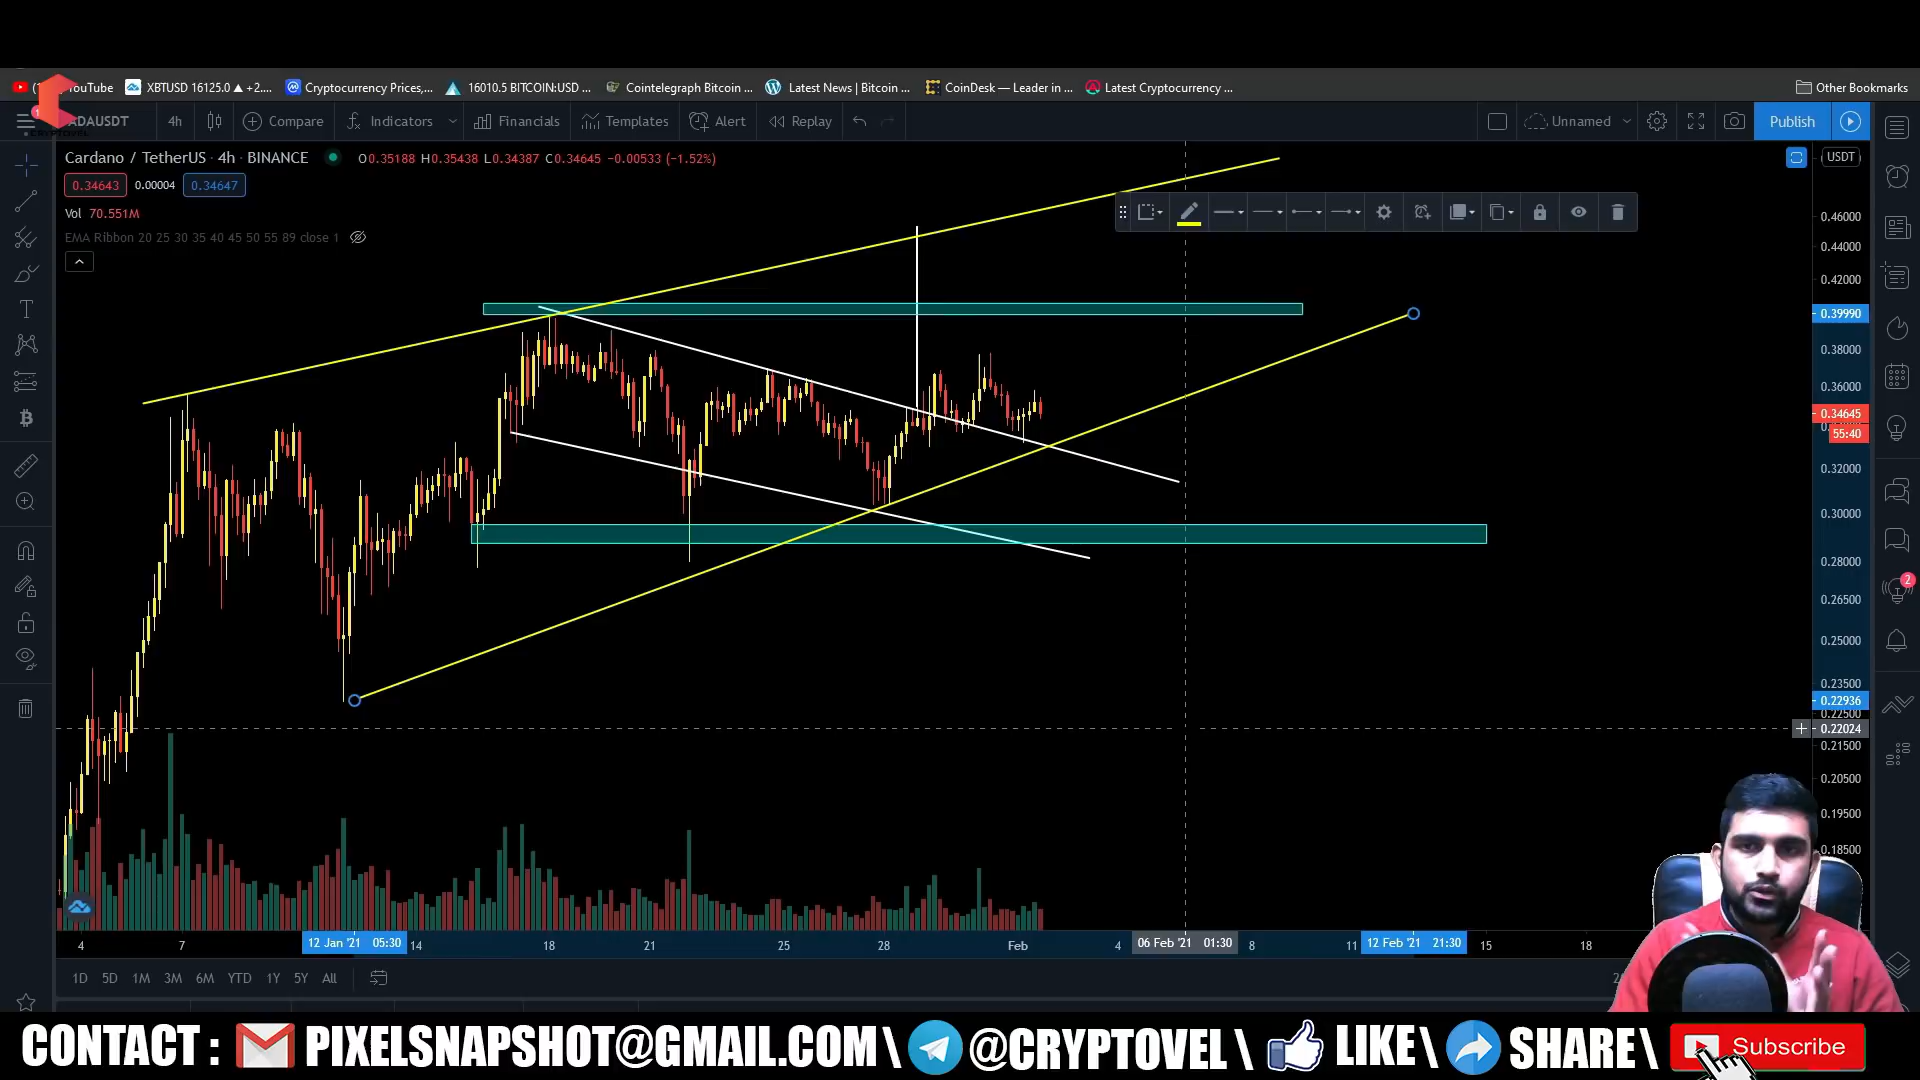 YouTube
XBTUSD 16125.0 ▲ +2....
Cryptocurrency Prices,...
16010.5 BITCOIN:USD ...
Cointelegraph Bitcoin ...
Latest News | Bitcoin ...
CoinDesk — Leader in ...
Latest Cryptocurrency ...
Other Bookmarks
ADAUSDT
4h
Compare
Indicators
Financials
Templates
Alert
Replay
Unnamed
Publish
Cardano / TetherUS · 4h · BINANCE
O0.35188 H0.35438 L0.34387 C0.34645 −0.00533 (−1.52%)
USDT
0.34643
0.00004
0.34647
Vol 70.551M
EMA Ribbon 20 25 30 35 40 45 50 55 89 close 1
0.46000
0.44000
0.42000
0.39990
0.38000
0.36000
0.34645
55:40
0.32000
0.30000
0.28000
0.26500
0.25000
0.23500
0.22936
0.22500
0.22024
0.21500
0.20500
0.19500
0.18500
2
4
7
12 Jan '21 05:30
14
18
21
25
28
Feb
4
06 Feb '21 01:30
8
11
12 Feb '21 21:30
15
18
1D
5D
1M
3M
6M
YTD
1Y
5Y
All
CONTACT : PIXELSNAPSHOT@GMAIL.COM \ @CRYPTOVEL \ LIKE\ SHARE\ Subscribe